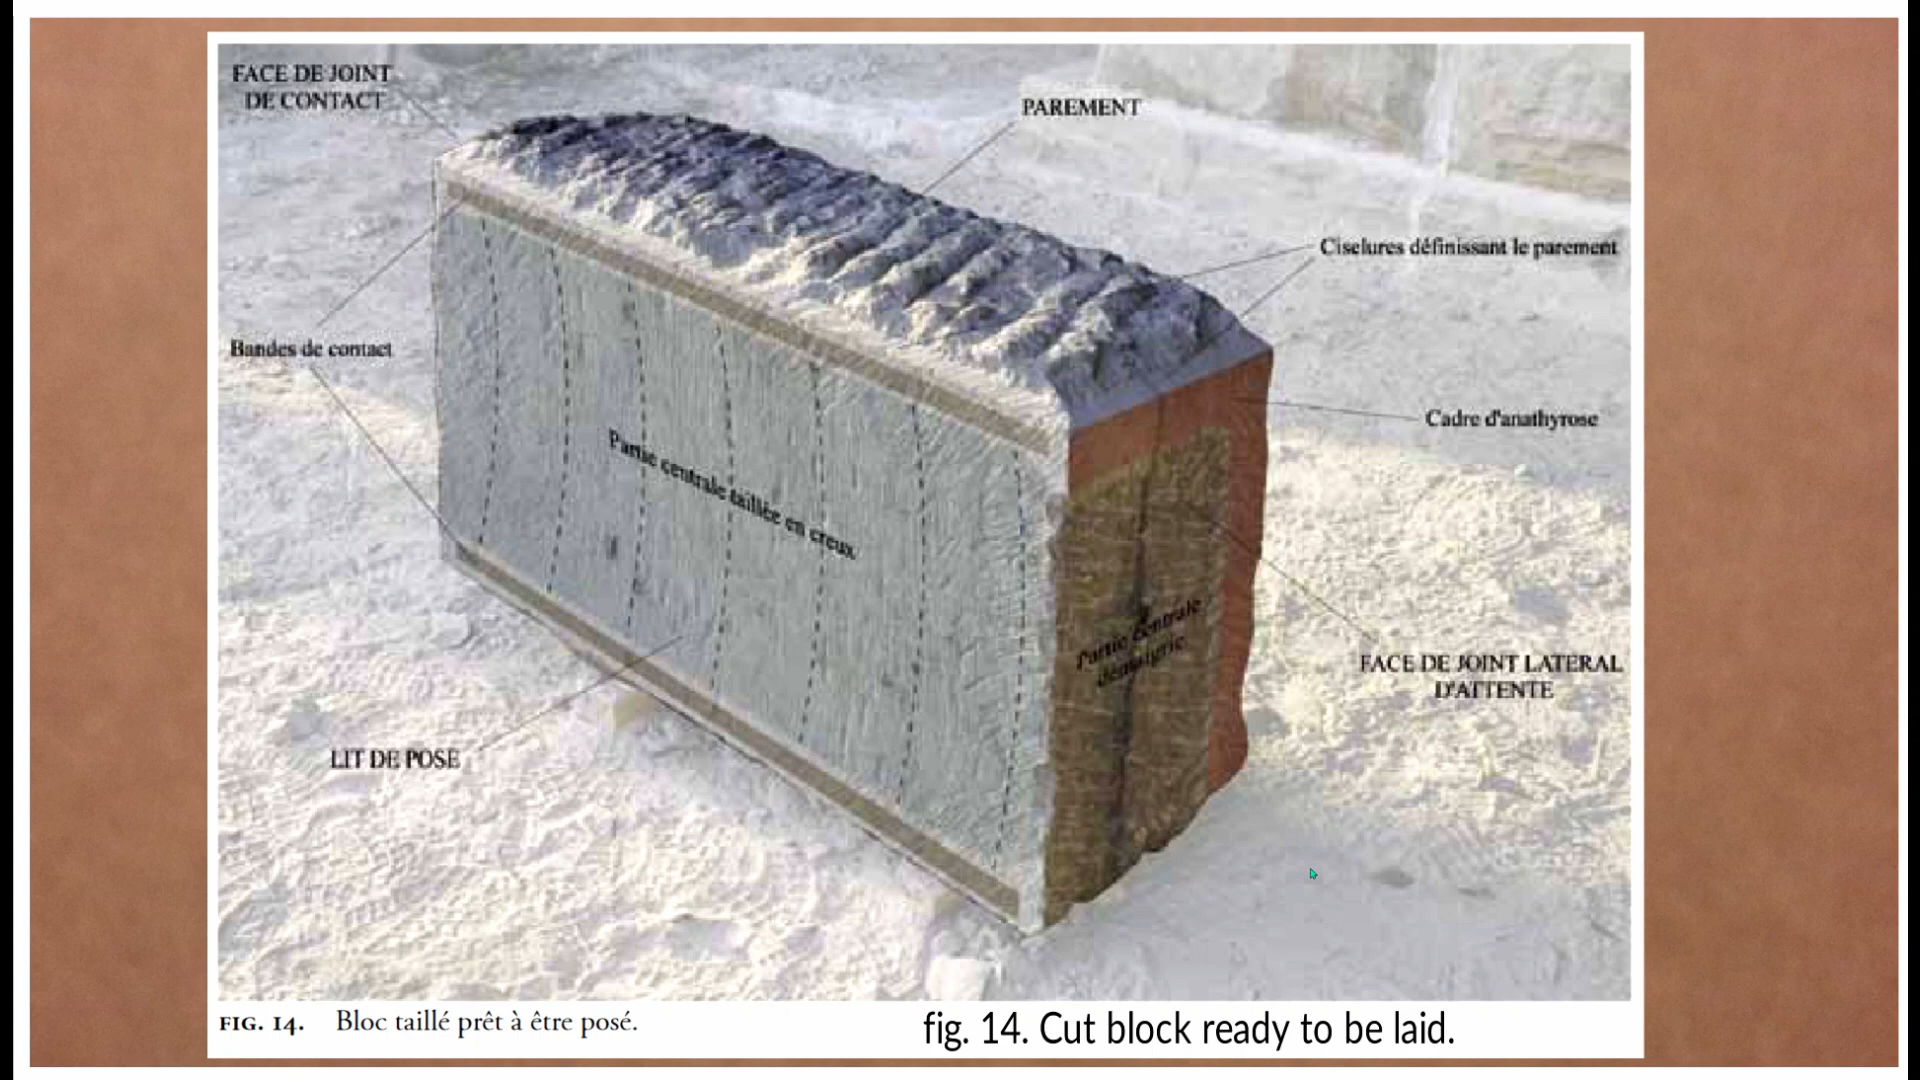 FACE DE JOINT
DE CONTACT
PAREMENT
Ciselures définissant le parement
Bandes de contact
Cadre d'anathyrose
Partie centrale taillée en creux
Partie centrale
démaigrie
FACE DE JOINT LATERAL
D'ATTENTE
LIT DE POSE
FIG. 14. Bloc taillé prêt à être posé.
fig. 14. Cut block ready to be laid.